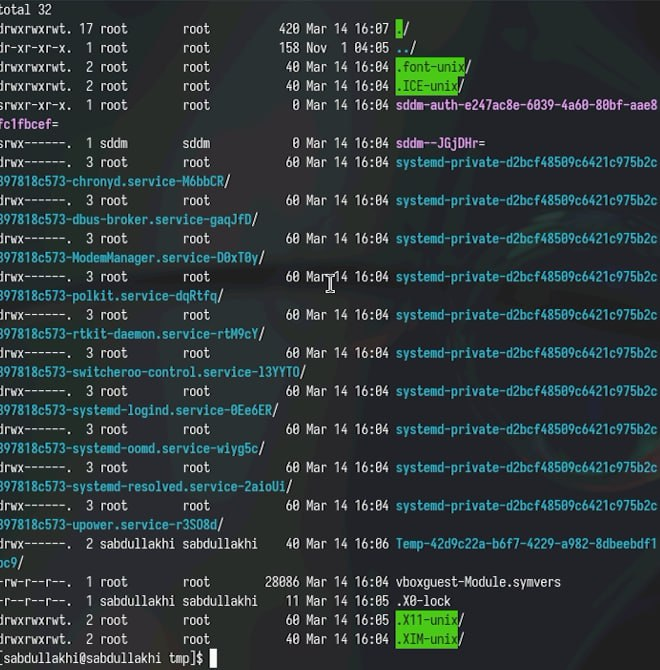 total 32
drwxrwxrwt. 17 root       root         420 Mar 14 16:07 ./
dr-xr-xr-x.  1 root       root         158 Nov  1 04:05 ../
drwxrwxrwt.  2 root       root          40 Mar 14 16:04 .font-unix/
drwxrwxrwt.  2 root       root          40 Mar 14 16:04 .ICE-unix/
srwxr-xr-x.  1 root       root           0 Mar 14 16:04 sddm-auth-e247ac8e-6039-4a60-80bf-aae8
fc1fbcef=
srwx------.  1 sddm       sddm           0 Mar 14 16:04 sddm--JGjDHr=
drwx------.  3 root       root          60 Mar 14 16:04 systemd-private-d2bcf48509c6421c975b2c
897818c573-chronyd.service-M6bbCR/
drwx------.  3 root       root          60 Mar 14 16:04 systemd-private-d2bcf48509c6421c975b2c
897818c573-dbus-broker.service-gaqJfD/
drwx------.  3 root       root          60 Mar 14 16:04 systemd-private-d2bcf48509c6421c975b2c
897818c573-ModemManager.service-D0xT0y/
drwx------.  3 root       root          60 Mar 14 16:04 systemd-private-d2bcf48509c6421c975b2c
897818c573-polkit.service-dqRtfq/
drwx------.  3 root       root          60 Mar 14 16:04 systemd-private-d2bcf48509c6421c975b2c
897818c573-rtkit-daemon.service-rtM9cY/
drwx------.  3 root       root          60 Mar 14 16:04 systemd-private-d2bcf48509c6421c975b2c
897818c573-switcheroo-control.service-l3YYTO/
drwx------.  3 root       root          60 Mar 14 16:04 systemd-private-d2bcf48509c6421c975b2c
897818c573-systemd-logind.service-0Ee6ER/
drwx------.  3 root       root          60 Mar 14 16:04 systemd-private-d2bcf48509c6421c975b2c
897818c573-systemd-oomd.service-wiyg5c/
drwx------.  3 root       root          60 Mar 14 16:04 systemd-private-d2bcf48509c6421c975b2c
897818c573-systemd-resolved.service-2aioUi/
drwx------.  3 root       root          60 Mar 14 16:04 systemd-private-d2bcf48509c6421c975b2c
897818c573-upower.service-r3SO8d/
drwx------.  2 sabdullakhi sabdullakhi  40 Mar 14 16:06 Temp-42d9c22a-b6f7-4229-a982-8dbeebdf1
bc9/
-rw-r--r--.  1 root       root       28086 Mar 14 16:04 vboxguest-Module.symvers
-r--r--r--.  1 sabdullakhi sabdullakhi  11 Mar 14 16:05 .X0-lock
drwxrwxrwt.  2 root       root          60 Mar 14 16:05 .X11-unix/
drwxrwxrwt.  2 root       root          40 Mar 14 16:04 .XIM-unix/
[sabdullakhi@sabdullakhi tmp]$